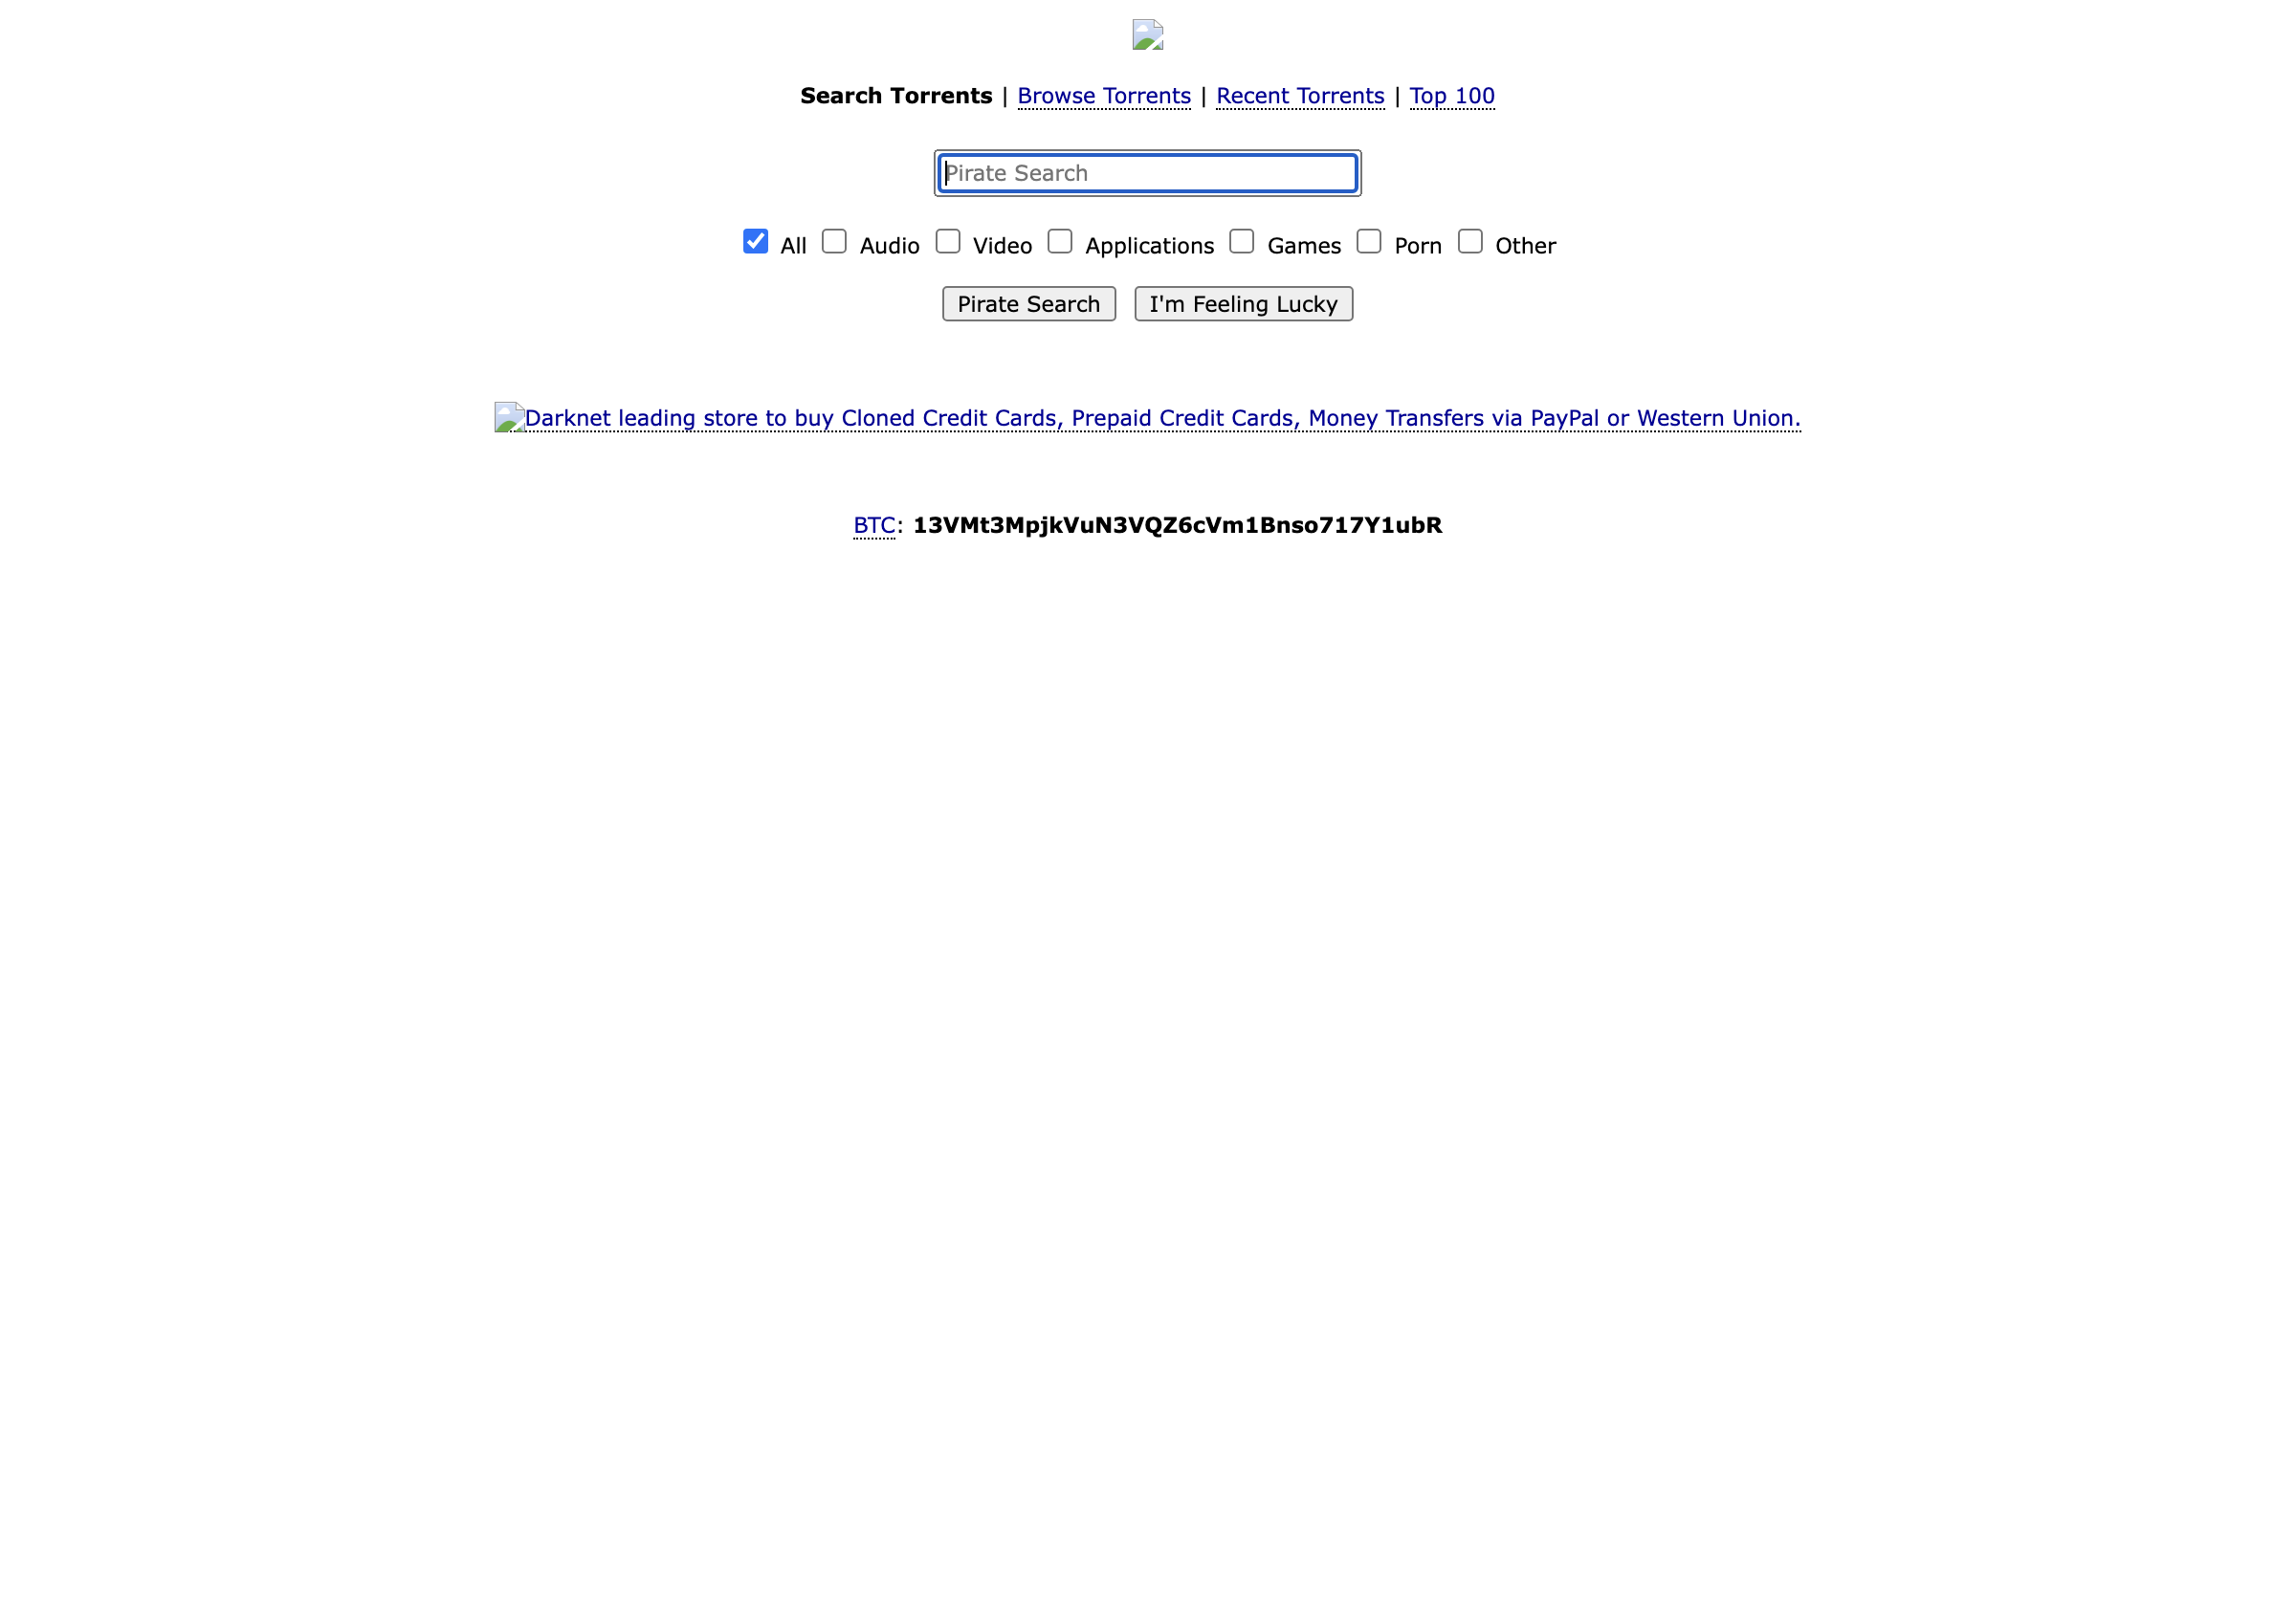 Search Torrents | Browse Torrents | Recent Torrents | Top 100
Pirate Search
All Audio Video Applications Games Porn Other
Pirate Search I'm Feeling Lucky
Darknet leading store to buy Cloned Credit Cards, Prepaid Credit Cards, Money Transfers via PayPal or Western Union.
BTC: 13VMt3MpjkVuN3VQZ6cVm1Bnso717Y1ubR